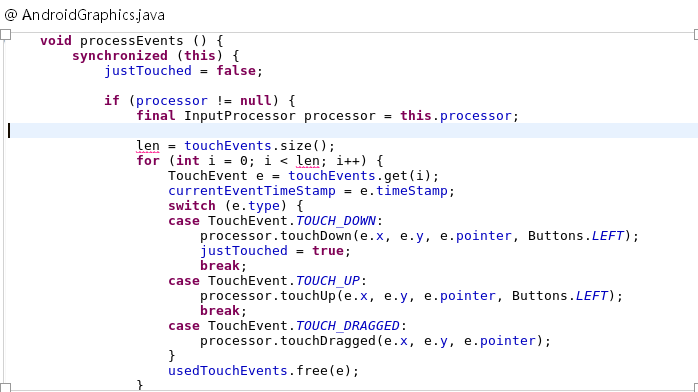 @ AndroidGraphics.java
void processEvents () {
synchronized (this) {
justTouched = false;
if (processor != null) {
final InputProcessor processor = this.processor;
len = touchEvents.size();
for (int i = 0; i < len; i++) {
TouchEvent e = touchEvents.get(i);
currentEventTimeStamp = e.timeStamp;
switch (e.type) {
case TouchEvent.TOUCH_DOWN:
processor.touchDown(e.x, e.y, e.pointer, Buttons.LEFT);
justTouched = true;
break;
case TouchEvent.TOUCH_UP:
processor.touchUp(e.x, e.y, e.pointer, Buttons.LEFT);
break;
case TouchEvent.TOUCH_DRAGGED:
processor.touchDragged(e.x, e.y, e.pointer);
}
usedTouchEvents.free(e);
}